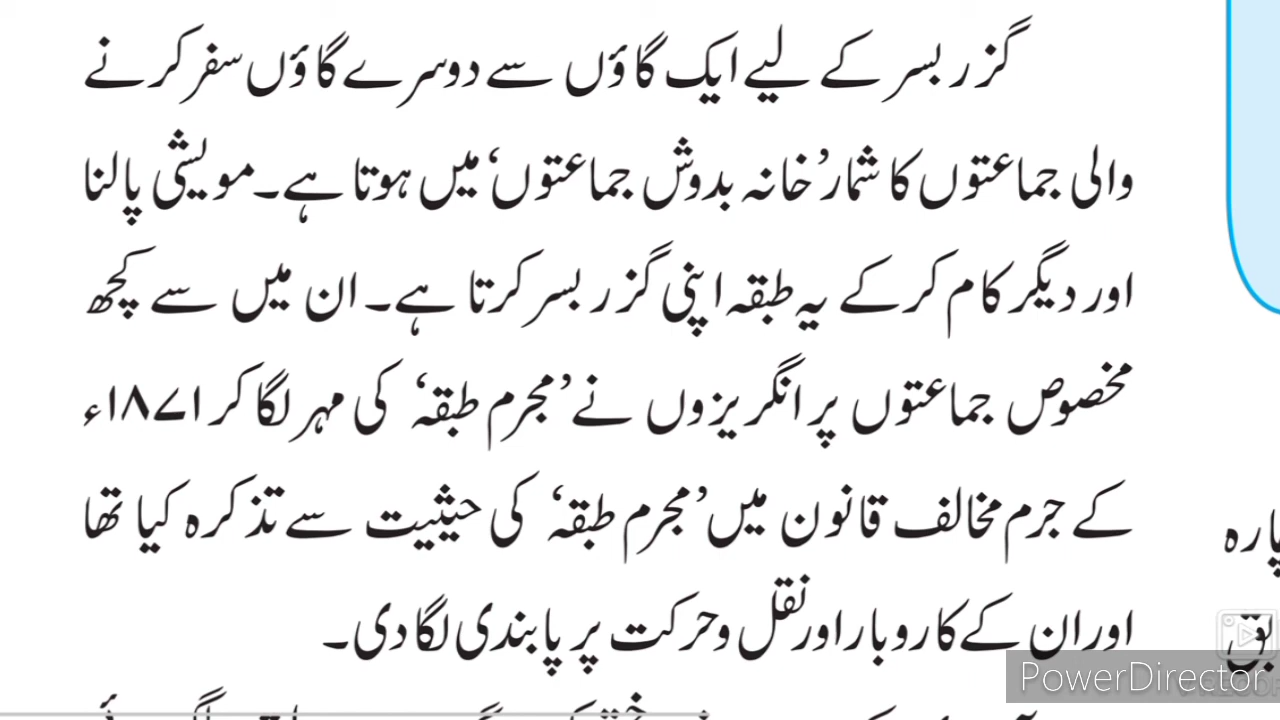 گزر بسر کے لیے ایک گاؤں سے دوسرے گاؤں سفر کرنے
والی جماعتوں کا شمار ’خانہ بدوش جماعتوں‘ میں ہوتا ہے۔ مویشی پالنا
اور دیگر کام کر کے یہ طبقہ اپنی گزر بسر کرتا ہے۔ ان میں سے کچھ
مخصوص جماعتوں پر انگریزوں نے ’مجرم طبقہ‘ کی مہر لگا کر ۱۸۷۱ء
کے جرم مخالف قانون میں ’مجرم طبقہ‘ کی حیثیت سے تذکرہ کیا تھا
اور ان کے کاروبار اور نقل و حرکت پر پابندی لگا دی۔
PowerDirector